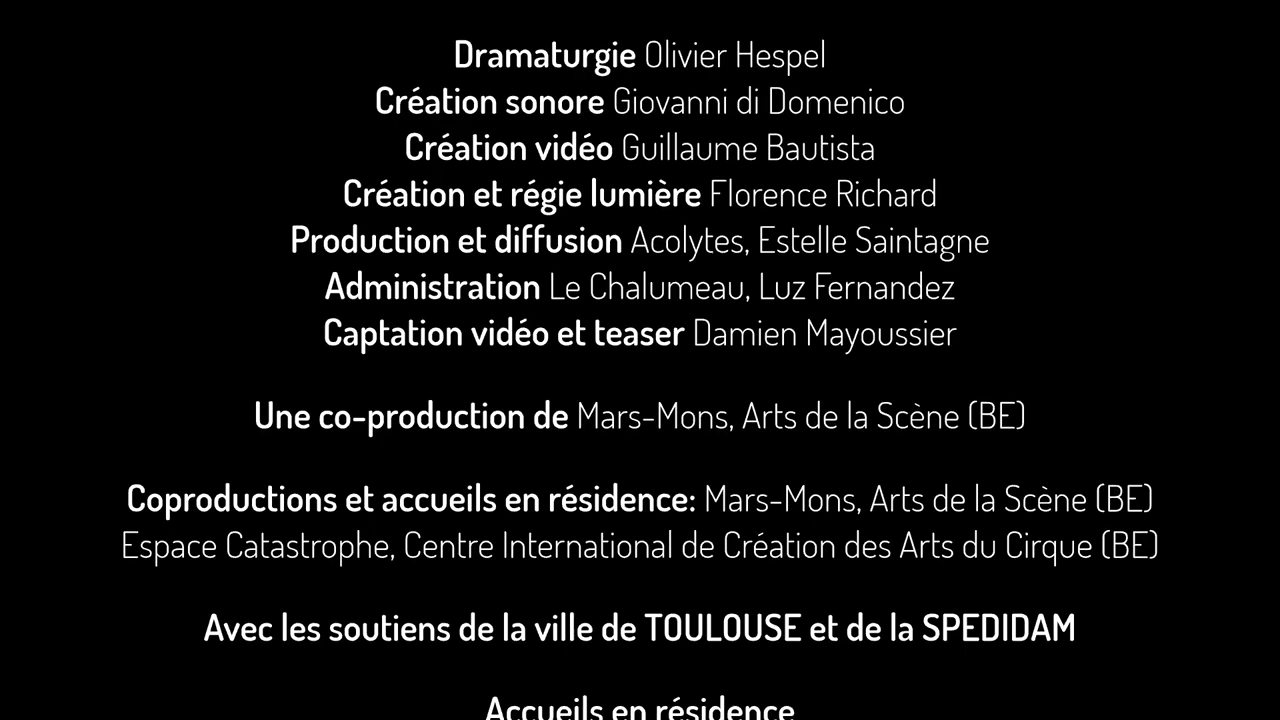 Dramaturgie Olivier Hespel
Création sonore Giovanni di Domenico
Création vidéo Guillaume Bautista
Création et régie lumière Florence Richard
Production et diffusion Acolytes, Estelle Saintagne
Administration Le Chalumeau, Luz Fernandez
Captation vidéo et teaser Damien Mayoussier
Une co-production de Mars-Mons, Arts de la Scène (BE)
Coproductions et accueils en résidence: Mars-Mons, Arts de la Scène (BE)
Espace Catastrophe, Centre International de Création des Arts du Cirque (BE)
Avec les soutiens de la ville de TOULOUSE et de la SPEDIDAM
Accueils en résidence